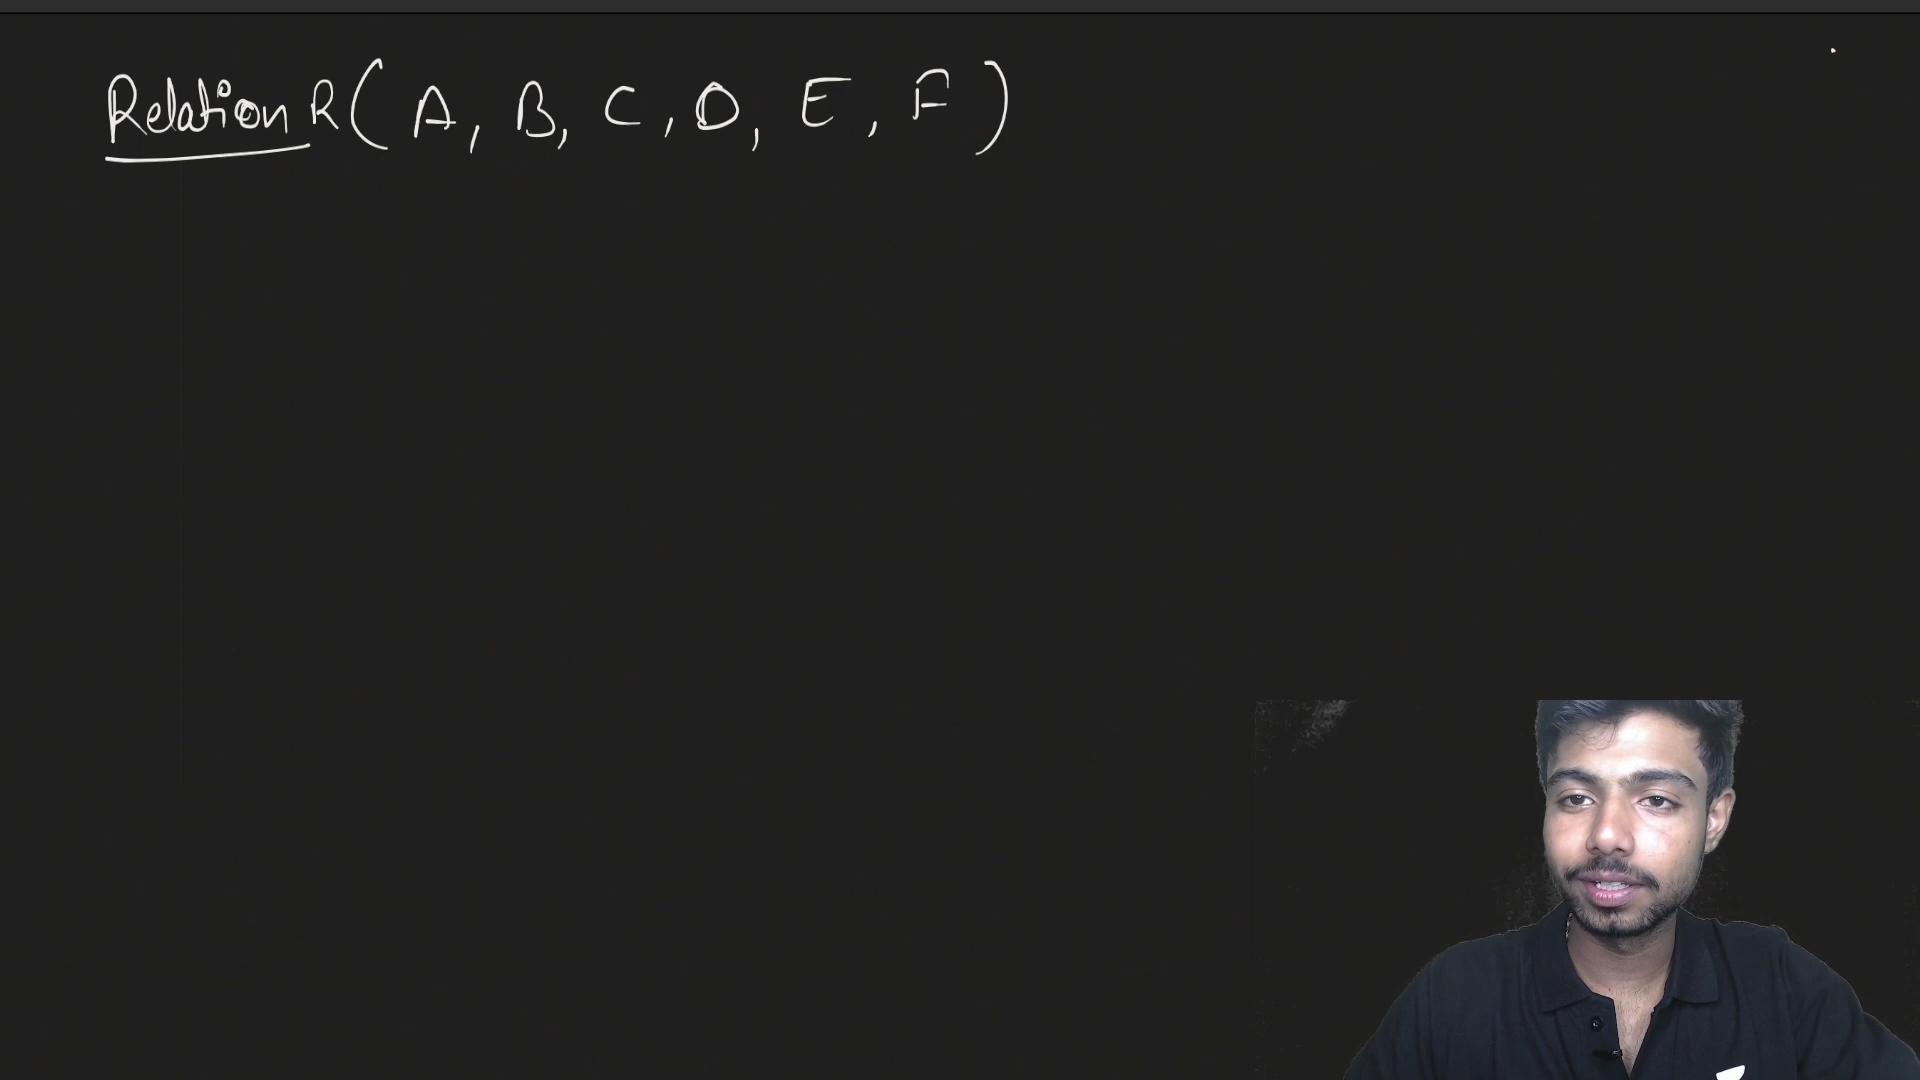 Relation R( A, B, C, D, E, F )